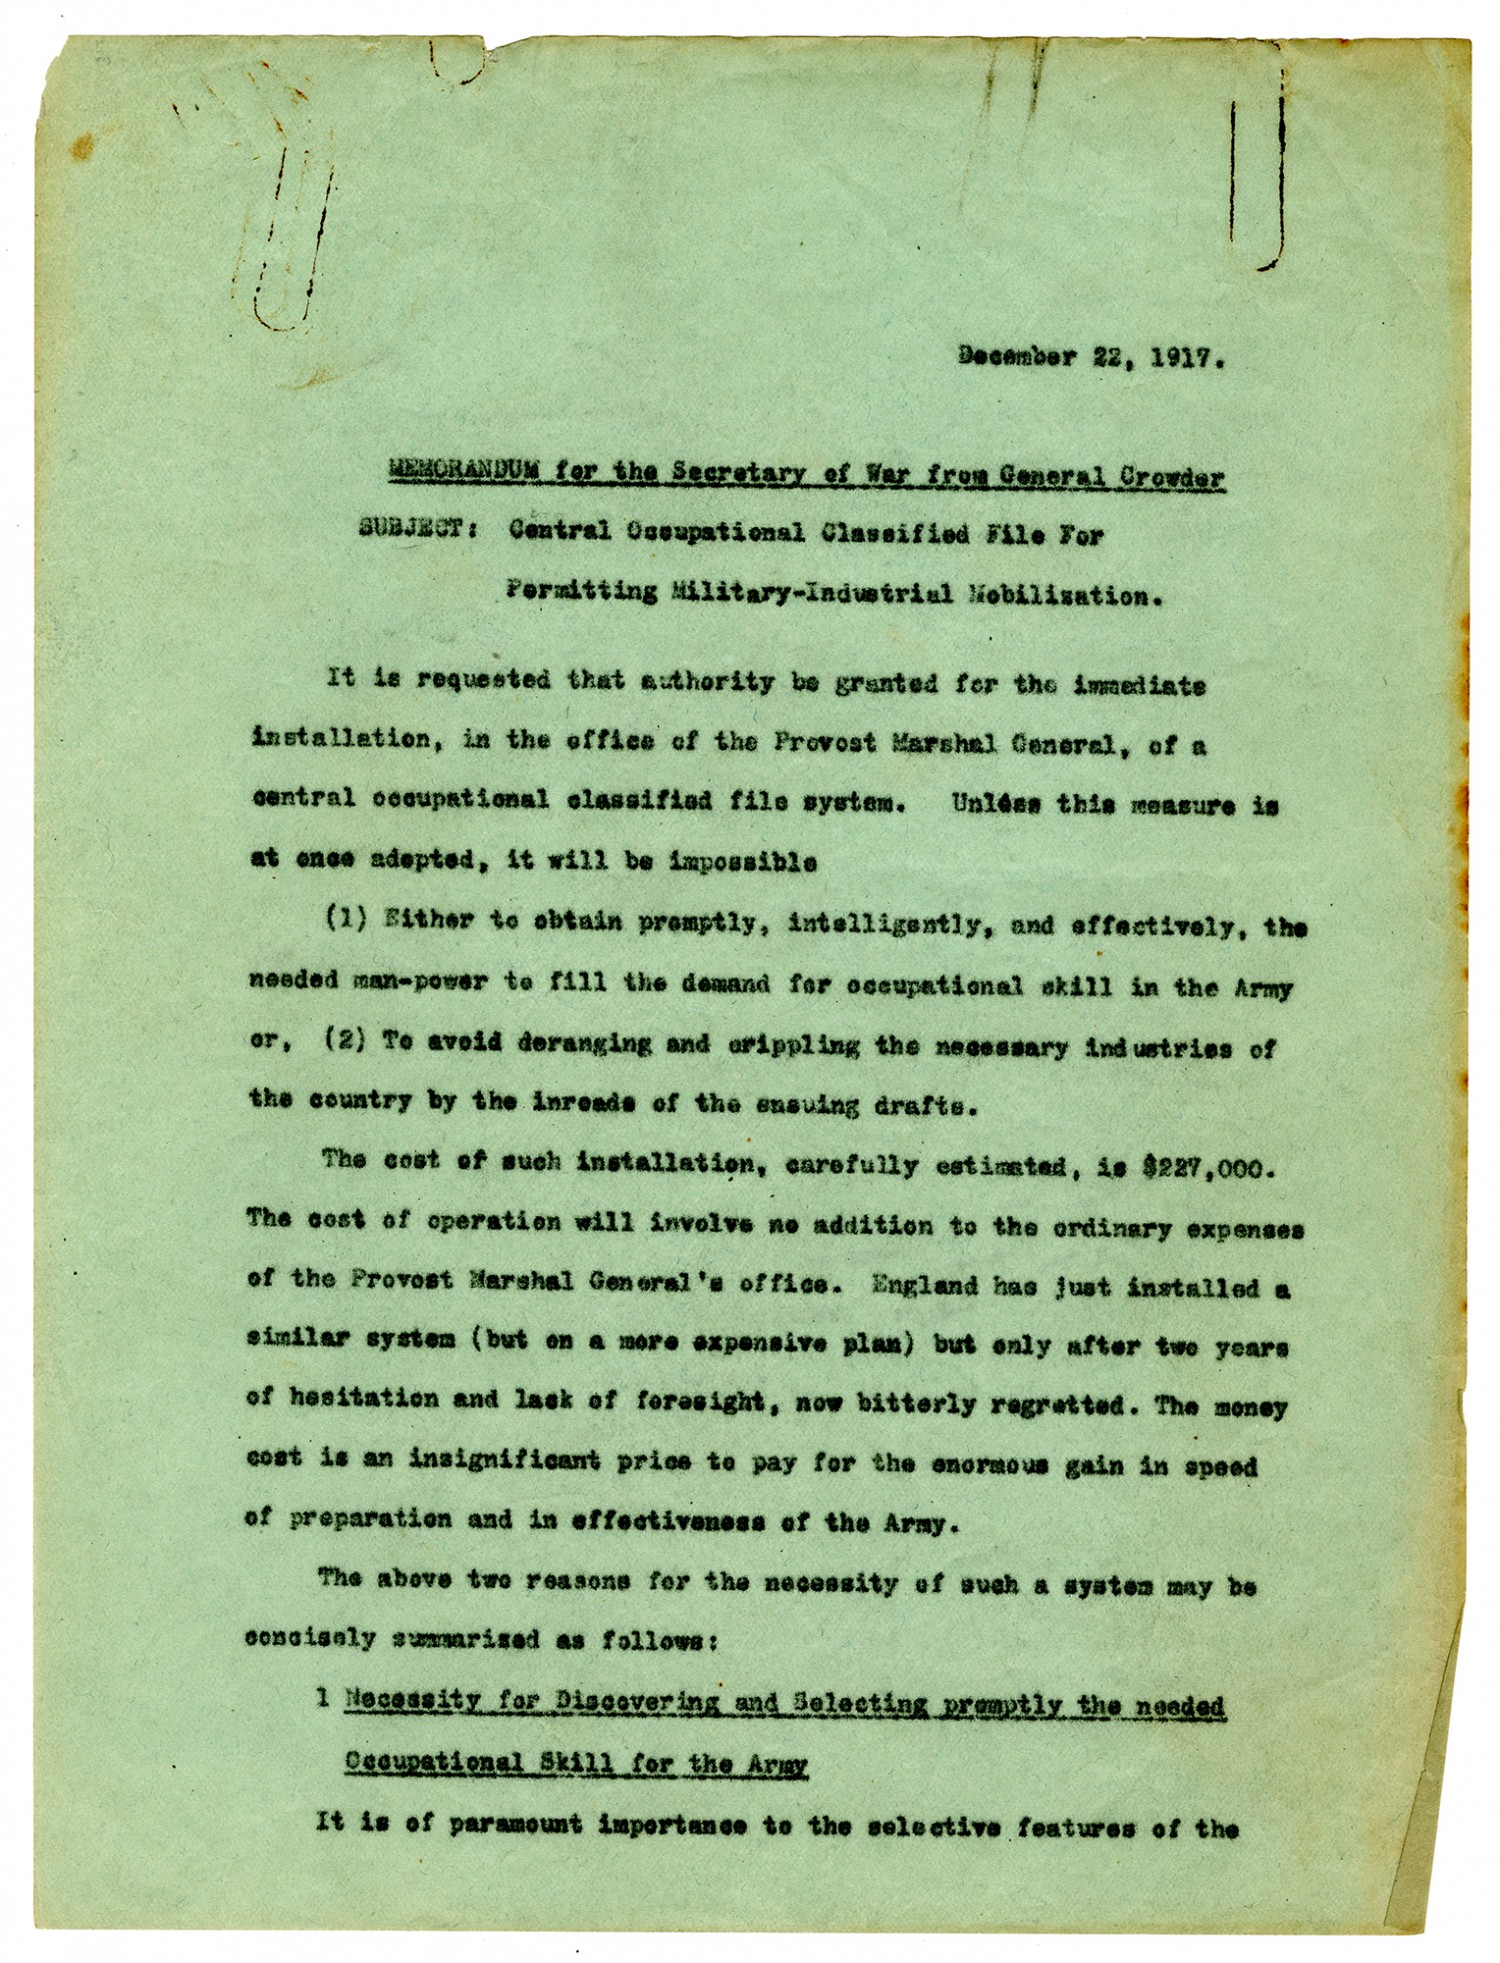 December 22, 1917.
MEMORANDUM for the Secretary of War from General Crowder
SUBJECT: Central Occupational Classified File For
Permitting Military-Industrial Mobilization.
It is requested that authority be granted for the immediate
installation, in the office of the Provost Marshal General, of a
central occupational classified file system. Unless this measure is
at once adopted, it will be impossible
(1) Either to obtain promptly, intelligently, and effectively, the
needed man-power to fill the demand for occupational skill in the Army
or, (2) To avoid deranging and crippling the necessary industries of
the country by the inroads of the ensuing drafts.
The cost of such installation, carefully estimated, is $227,000.
The cost of operation will involve no addition to the ordinary expenses
of the Provost Marshal General's office. England has just installed a
similar system (but on a more expensive plan) but only after two years
of hesitation and lack of foresight, now bitterly regretted. The money
cost is an insignificant price to pay for the enormous gain in speed
of preparation and in effectiveness of the Army.
The above two reasons for the necessity of such a system may be
concisely summarized as follows:
1 Necessity for Discovering and Selecting promptly the needed
Occupational Skill for the Army
It is of paramount importance to the selective features of the